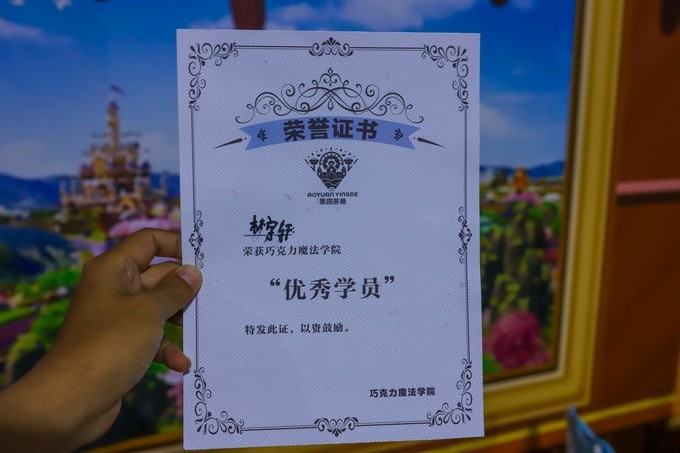 荣誉证书
AOYUAN YINGDE
奥园英德
林宇轩
荣获巧克力魔法学院
“优秀学员”
特发此证，以资鼓励。
巧克力魔法学院